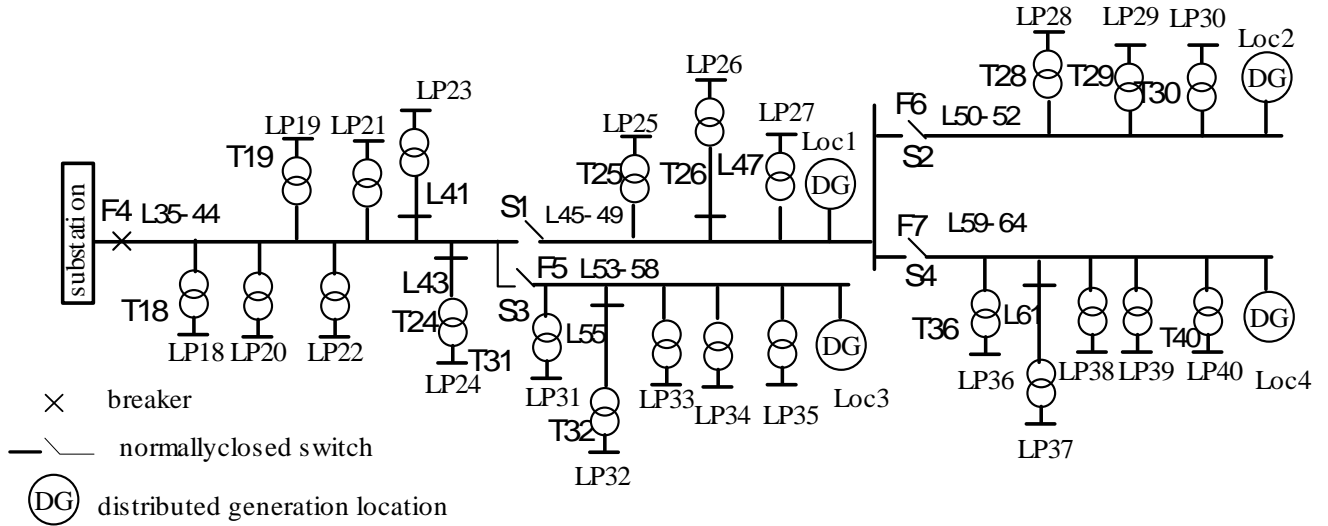 LP28
LP29
LP30
Loc2
DG
T28
T29
T30
LP26
LP23
LP19
LP21
LP25
LP27
Loc1
F6
L50-52
S2
T19
T25
T26
L47
DG
L41
substation
F4
L35-44
S1
L45-49
F7
L59-64
S4
L43
F5
L53-58
S3
T18
T24
T31
L55
DG
T36
L61
T40
DG
LP18
LP20
LP22
LP24
LP31
T32
LP33
LP34
LP35
Loc3
LP36
LP38
LP39
LP40
Loc4
LP32
LP37
breaker
normallyclosed switch
DG
distributed generation location